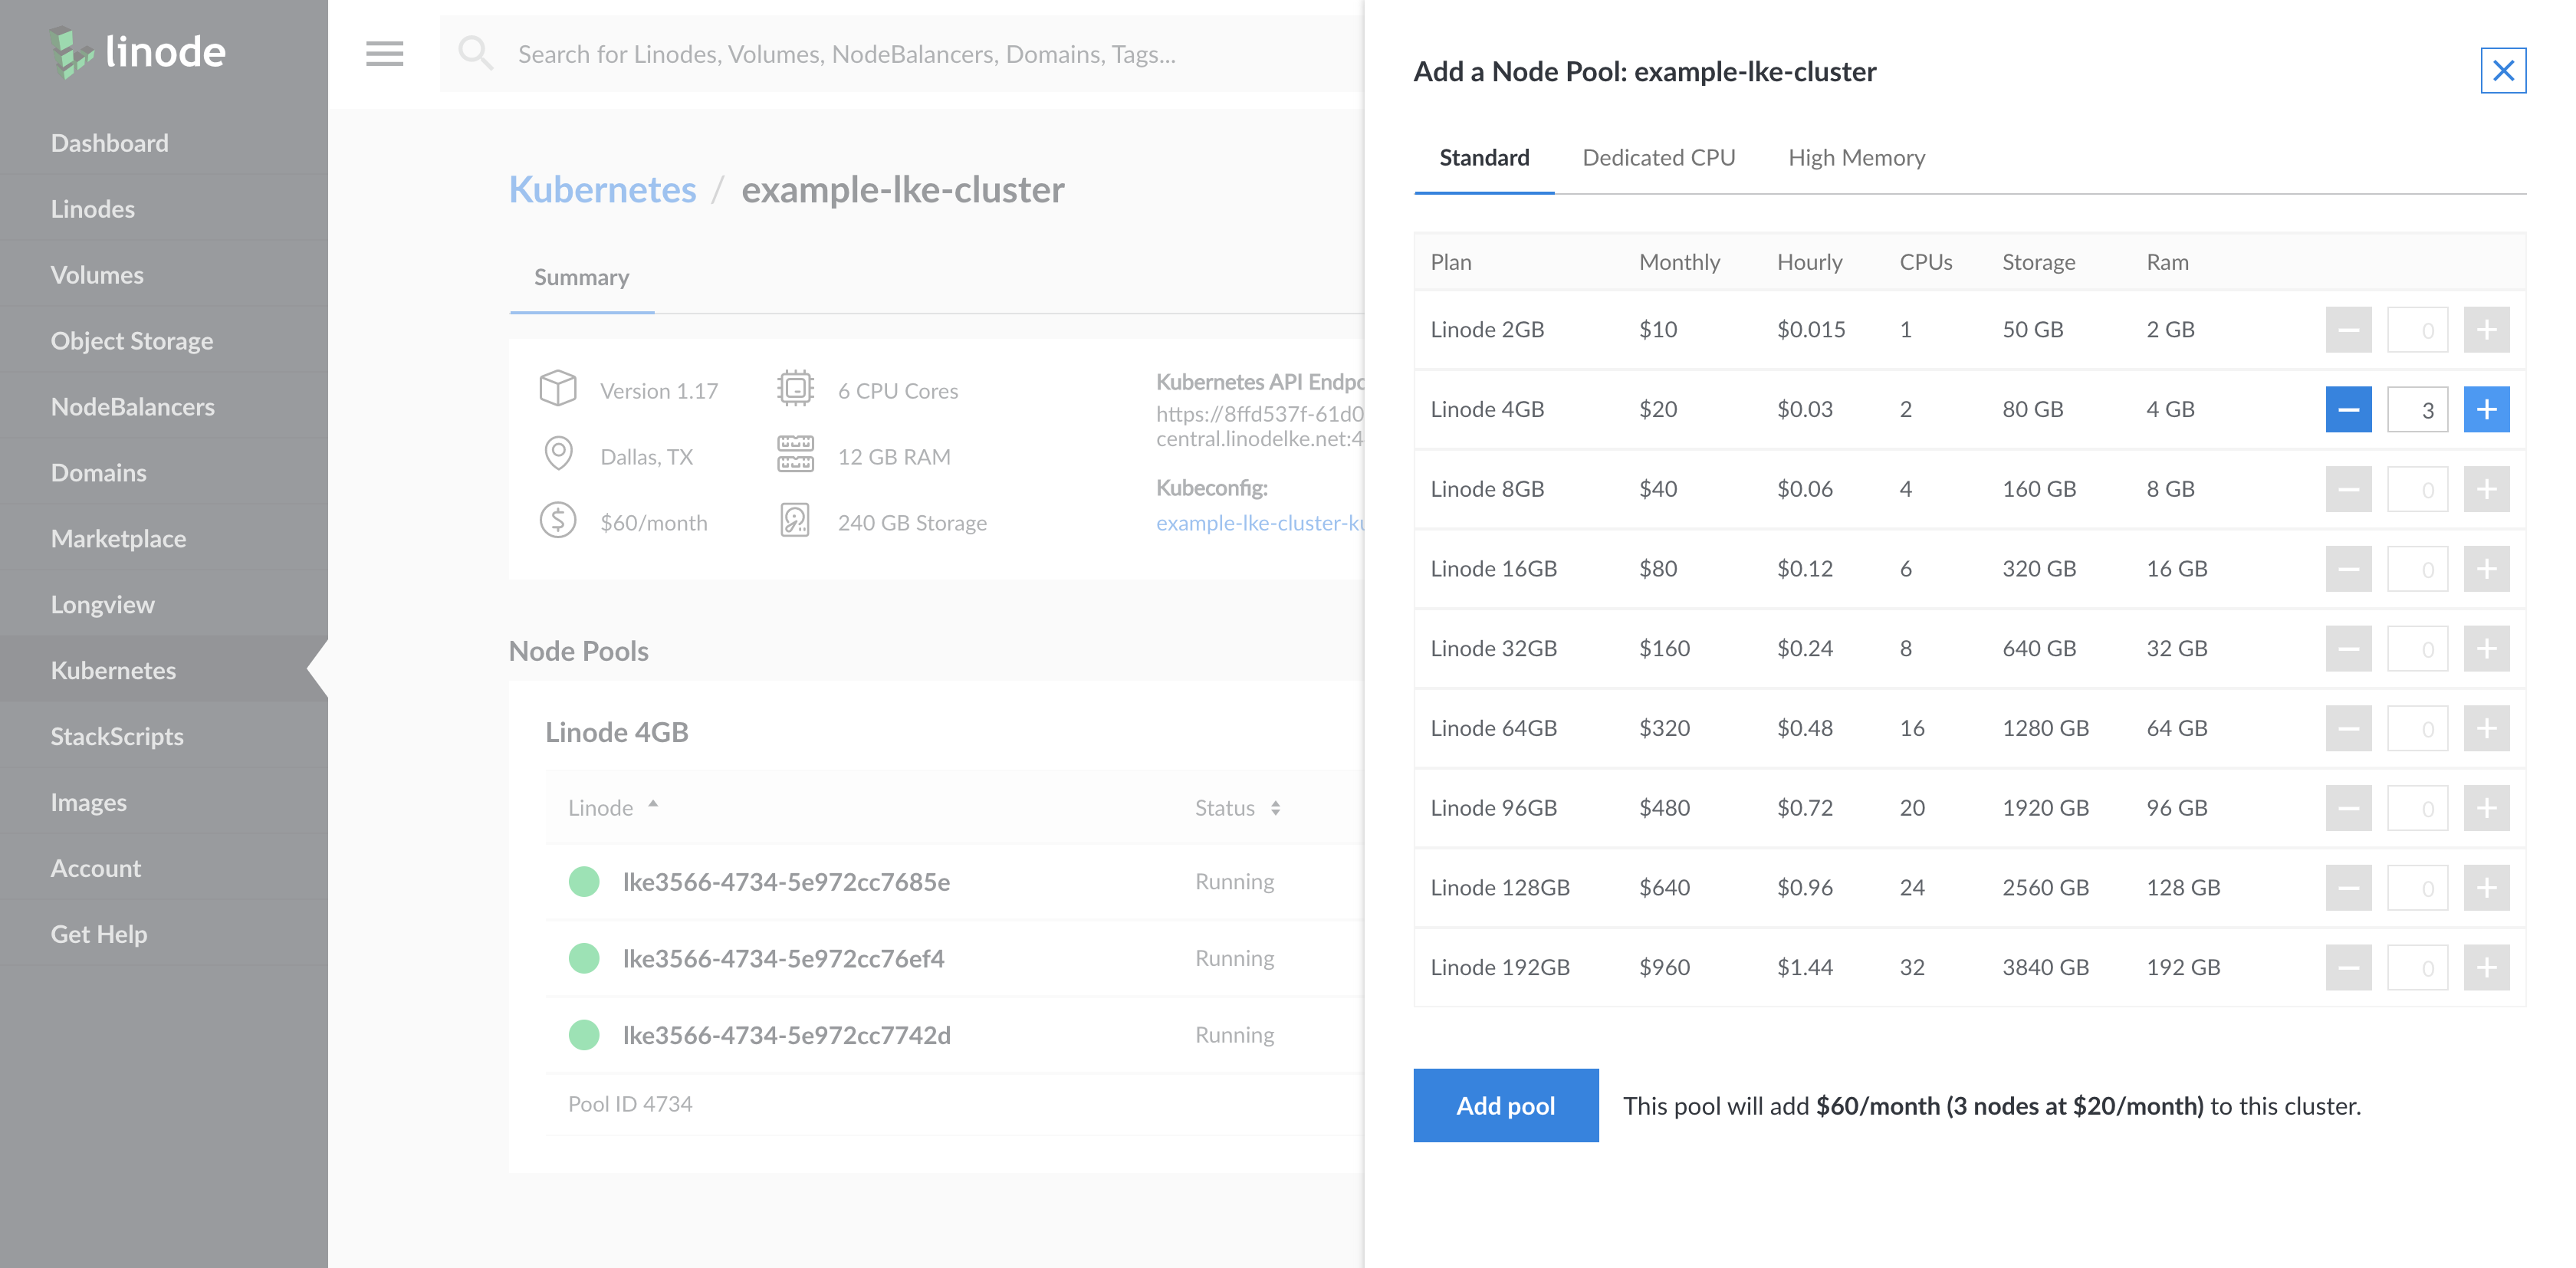 linode
Dashboard
Linodes
Volumes
Object Storage
NodeBalancers
Domains
Marketplace
Longview
Kubernetes
StackScripts
Images
Account
Get Help
Search for Linodes, Volumes, NodeBalancers, Domains, Tags...
Kubernetes / example-lke-cluster
Summary
Version 1.17
Dallas, TX
$60/month
6 CPU Cores
12 GB RAM
240 GB Storage
Kubernetes API Endpo
https://8ffd537f-61d0
central.linodelke.net:4
Kubeconfig:
example-lke-cluster-ku
Node Pools
Linode 4GB
Linode Status
lke3566-4734-5e972cc7685e Running
lke3566-4734-5e972cc76ef4 Running
lke3566-4734-5e972cc7742d Running
Pool ID 4734
Add a Node Pool: example-lke-cluster
Standard Dedicated CPU High Memory
Plan Monthly Hourly CPUs Storage Ram
Linode 2GB $10 $0.015 1 50 GB 2 GB 0
Linode 4GB $20 $0.03 2 80 GB 4 GB 3
Linode 8GB $40 $0.06 4 160 GB 8 GB 0
Linode 16GB $80 $0.12 6 320 GB 16 GB 0
Linode 32GB $160 $0.24 8 640 GB 32 GB 0
Linode 64GB $320 $0.48 16 1280 GB 64 GB 0
Linode 96GB $480 $0.72 20 1920 GB 96 GB 0
Linode 128GB $640 $0.96 24 2560 GB 128 GB 0
Linode 192GB $960 $1.44 32 3840 GB 192 GB 0
Add pool This pool will add $60/month (3 nodes at $20/month) to this cluster.